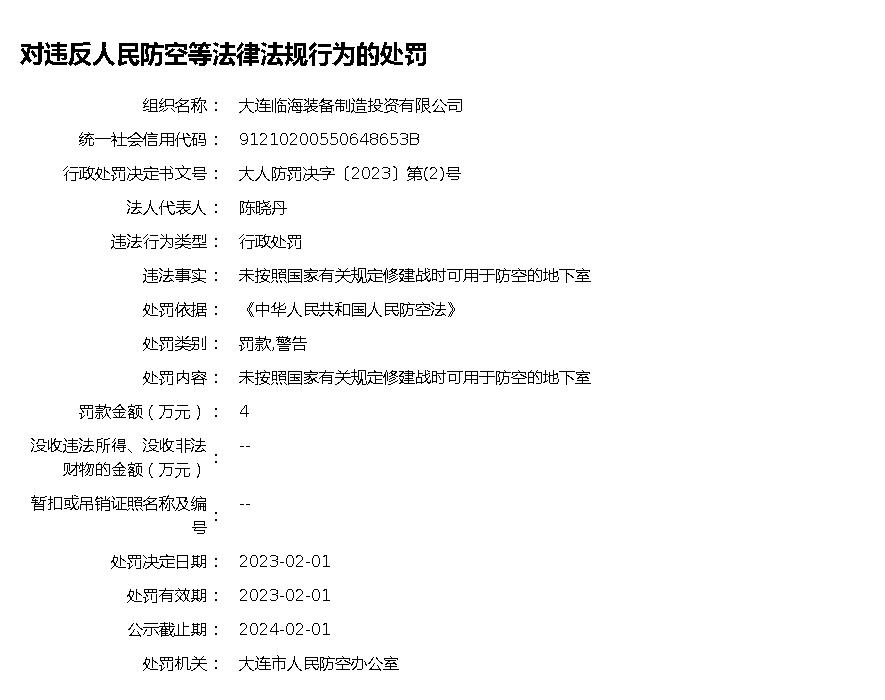 对违反人民防空等法律法规行为的处罚
组织名称： 大连临海装备制造投资有限公司
统一社会信用代码： 91210200550648653B
行政处罚决定书文号： 大人防罚决字〔2023〕第(2)号
法人代表人： 陈晓丹
违法行为类型： 行政处罚
违法事实： 未按照国家有关规定修建战时可用于防空的地下室
处罚依据： 《中华人民共和国人民防空法》
处罚类别： 罚款,警告
处罚内容： 未按照国家有关规定修建战时可用于防空的地下室
罚款金额（万元）： 4
没收违法所得、没收非法
财物的金额（万元）： --
暂扣或吊销证照名称及编
号： --
处罚决定日期： 2023-02-01
处罚有效期： 2023-02-01
公示截止期： 2024-02-01
处罚机关： 大连市人民防空办公室